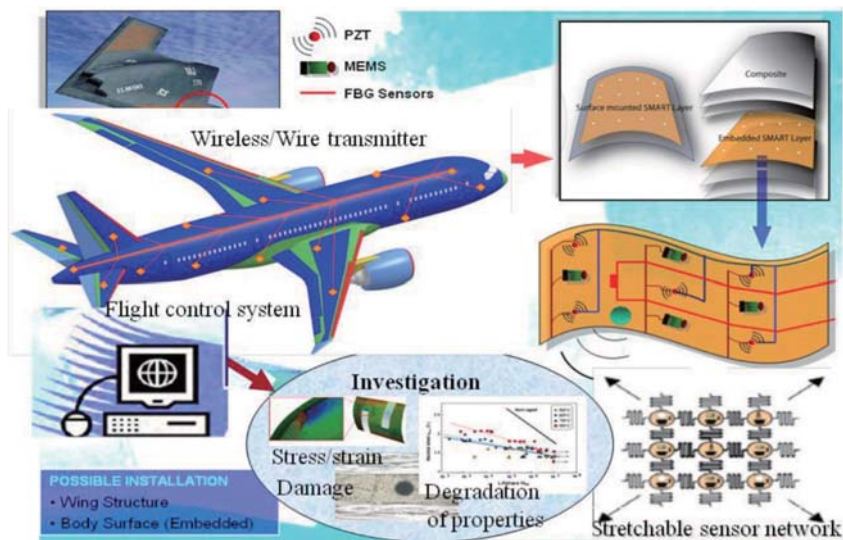 PZT
MEMS
FBG Sensors
Wireless/Wire transmitter
Surface mounted SMART Layer
Composite
Embedded SMART Layer
Flight control system
Investigation
Stress/strain
Damage
Degradation
of properties
POSSIBLE INSTALLATION
• Wing Structure
• Body Surface (Embedded)
Stretchable sensor network